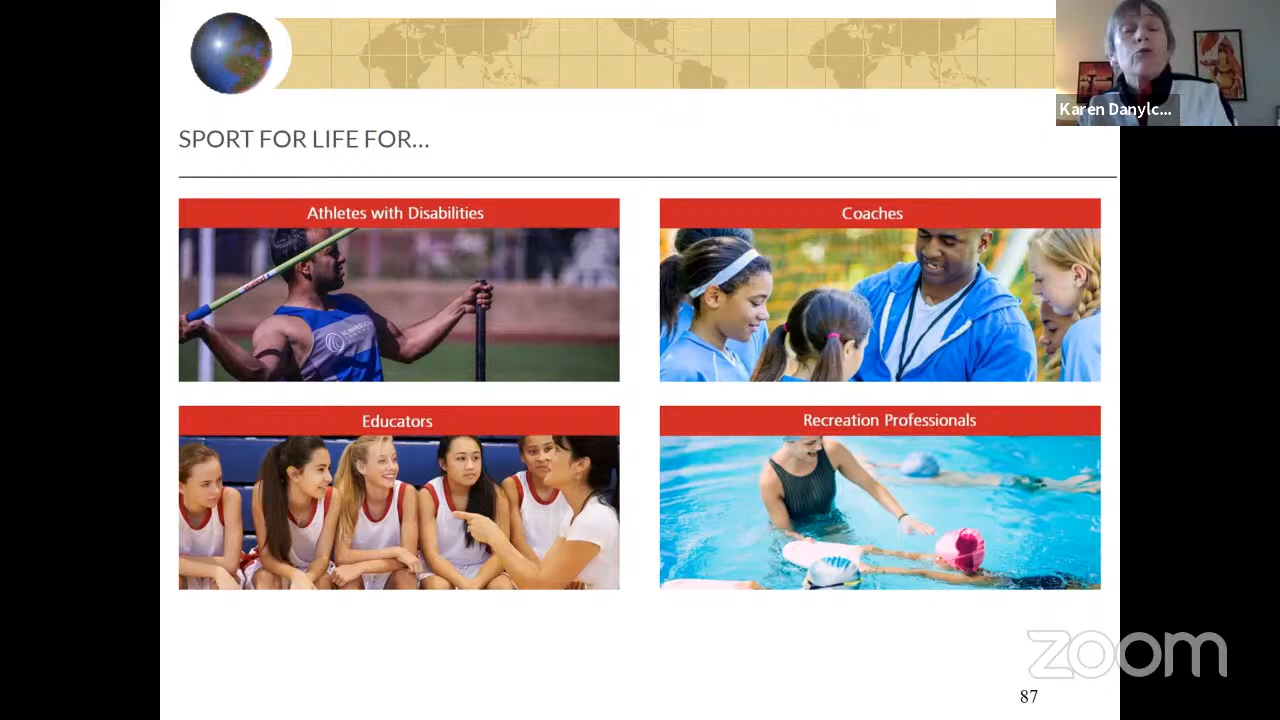 Karen Danylc...
SPORT FOR LIFE FOR...
Athletes with Disabilities
Coaches
Educators
Recreation Professionals
zoom
87